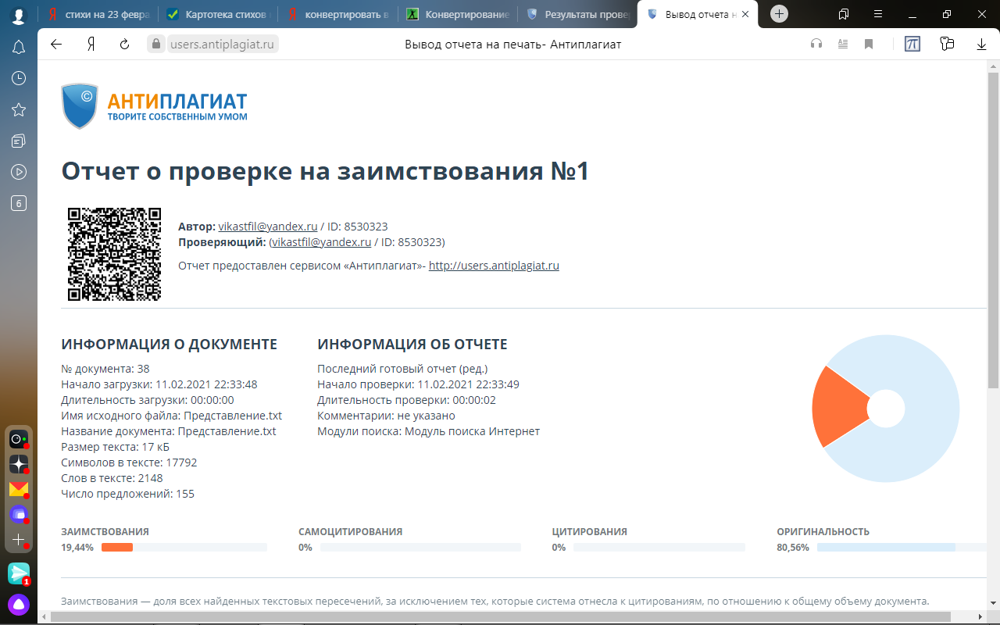 стихи на 23 февра
Картотека стихов
конвертировать в
Конвертирование
Результаты прове
Вывод отчета н
users.antiplagiat.ru
Вывод отчета на печать- Антиплагиат
6
1
©
АНТИПЛАГИАТ
ТВОРИТЕ СОБСТВЕННЫМ УМОМ
Отчет о проверке на заимствования №1
Автор: vikastfil@yandex.ru / ID: 8530323
Проверяющий: (vikastfil@yandex.ru / ID: 8530323)
Отчет предоставлен сервисом «Антиплагиат»- http://users.antiplagiat.ru
ИНФОРМАЦИЯ О ДОКУМЕНТЕ
№ документа: 38
Начало загрузки: 11.02.2021 22:33:48
Длительность загрузки: 00:00:00
Имя исходного файла: Представление.txt
Название документа: Представление.txt
Размер текста: 17 кБ
Символов в тексте: 17792
Слов в тексте: 2148
Число предложений: 155
ИНФОРМАЦИЯ ОБ ОТЧЕТЕ
Последний готовый отчет (ред.)
Начало проверки: 11.02.2021 22:33:49
Длительность проверки: 00:00:02
Комментарии: не указано
Модули поиска: Модуль поиска Интернет
ЗАИМСТВОВАНИЯ
19,44%
САМОЦИТИРОВАНИЯ
0%
ЦИТИРОВАНИЯ
0%
ОРИГИНАЛЬНОСТЬ
80,56%
Заимствования — доля всех найденных текстовых пересечений, за исключением тех, которые система отнесла к цитированиям, по отношению к общему объему документа.